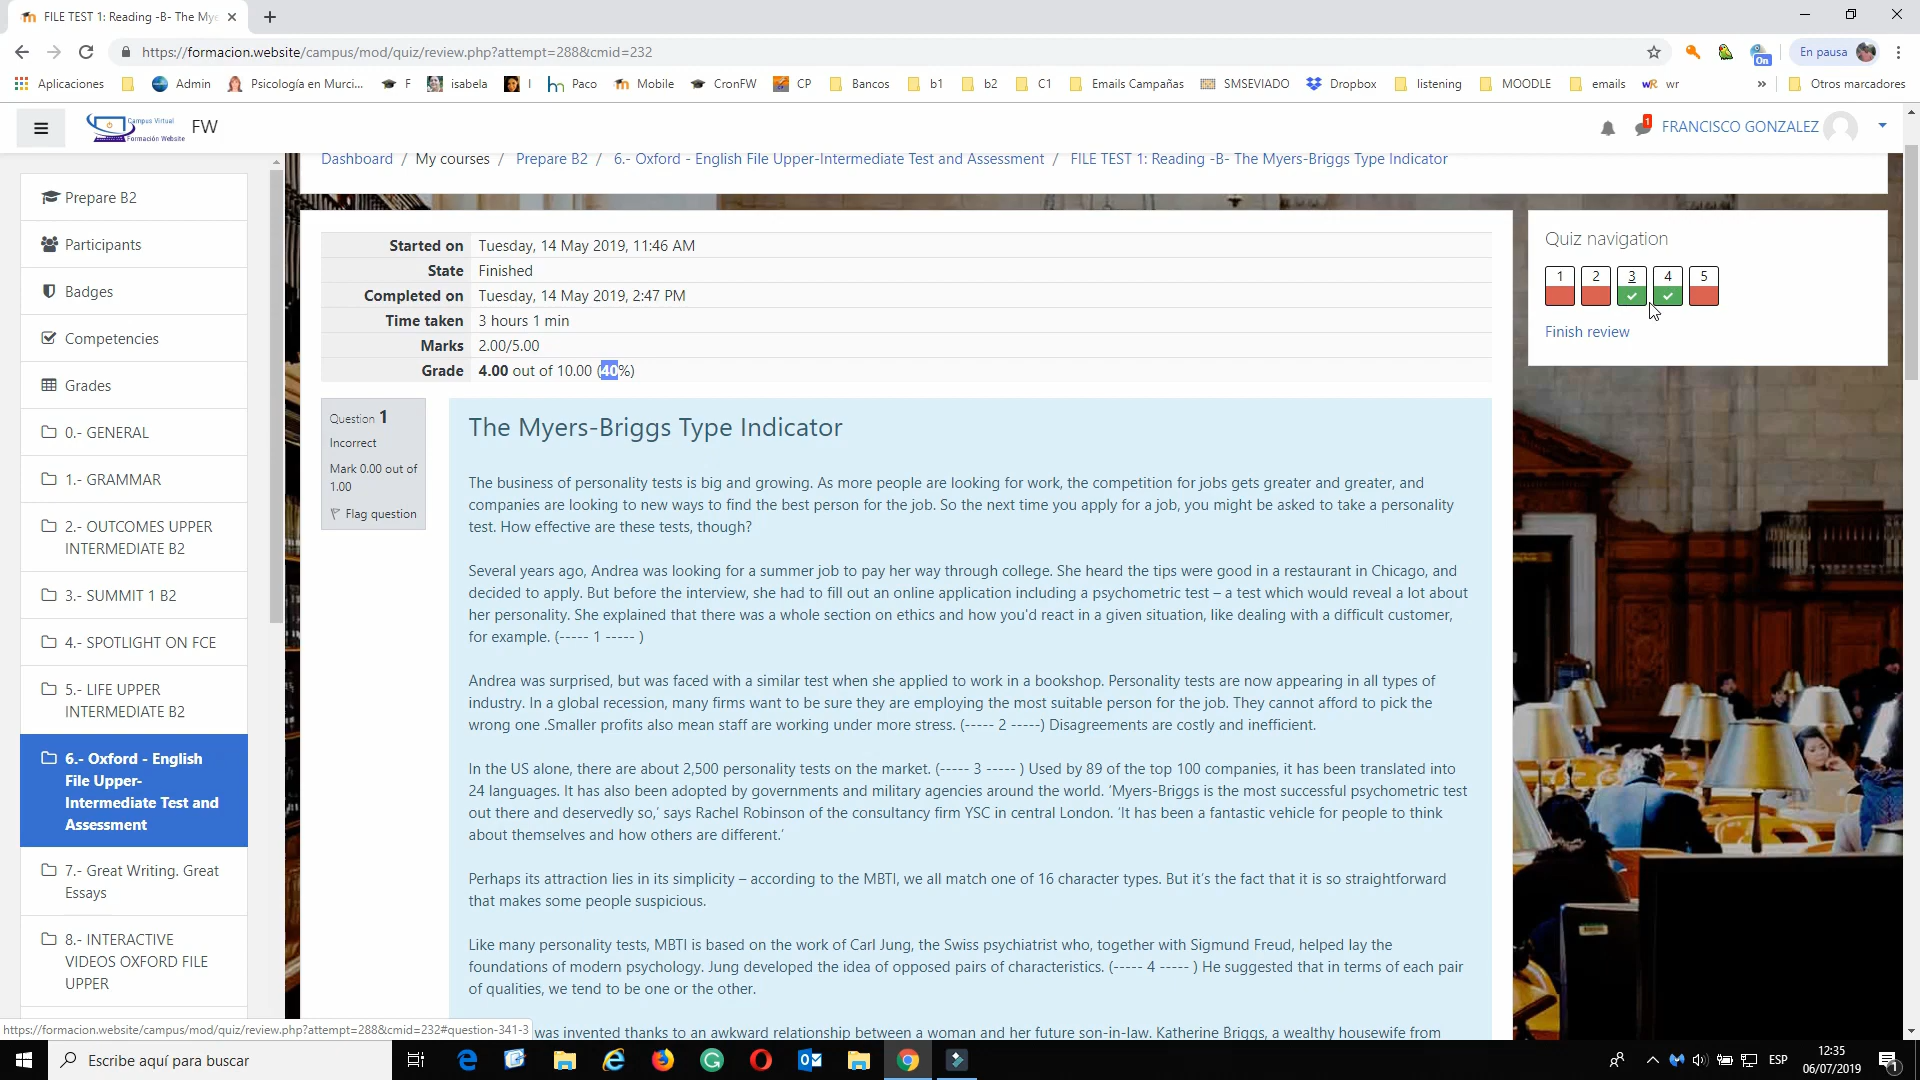 FILE TEST 1: Reading -B- The Mye
https://formacion.website/campus/mod/quiz/review.php?attempt=288&cmid=232
On
En pausa
Aplicaciones
Admin
Psicología en Murci...
F
isabela
I
Paco
Mobile
CronFW
CP
Bancos
b1
b2
C1
Emails Campañas
SMSEVIADO
Dropbox
listening
MOODLE
emails
wR wr
»
Otros marcadores
Campus Virtual
Formación Website
FW
1
FRANCISCO GONZALEZ
Dashboard / My courses / Prepare B2 / 6.- Oxford - English File Upper-Intermediate Test and Assessment / FILE TEST 1: Reading -B- The Myers-Briggs Type Indicator
Prepare B2
Participants
Badges
Competencies
Grades
0.- GENERAL
1.- GRAMMAR
2.- OUTCOMES UPPER
INTERMEDIATE B2
3.- SUMMIT 1 B2
4.- SPOTLIGHT ON FCE
5.- LIFE UPPER
INTERMEDIATE B2
6.- Oxford - English
File Upper-
Intermediate Test and
Assessment
7.- Great Writing. Great
Essays
8.- INTERACTIVE
VIDEOS OXFORD FILE
UPPER
Started on Tuesday, 14 May 2019, 11:46 AM
State Finished
Completed on Tuesday, 14 May 2019, 2:47 PM
Time taken 3 hours 1 min
Marks 2.00/5.00
Grade 4.00 out of 10.00 (40%)
Question 1
Incorrect
Mark 0.00 out of
1.00
Flag question
The Myers-Briggs Type Indicator
The business of personality tests is big and growing. As more people are looking for work, the competition for jobs gets greater and greater, and
companies are looking to new ways to find the best person for the job. So the next time you apply for a job, you might be asked to take a personality
test. How effective are these tests, though?
Several years ago, Andrea was looking for a summer job to pay her way through college. She heard the tips were good in a restaurant in Chicago, and
decided to apply. But before the interview, she had to fill out an online application including a psychometric test – a test which would reveal a lot about
her personality. She explained that there was a whole section on ethics and how you'd react in a given situation, like dealing with a difficult customer,
for example. (----- 1 ----- )
Andrea was surprised, but was faced with a similar test when she applied to work in a bookshop. Personality tests are now appearing in all types of
industry. In a global recession, many firms want to be sure they are employing the most suitable person for the job. They cannot afford to pick the
wrong one .Smaller profits also mean staff are working under more stress. (----- 2 -----) Disagreements are costly and inefficient.
In the US alone, there are about 2,500 personality tests on the market. (----- 3 ----- ) Used by 89 of the top 100 companies, it has been translated into
24 languages. It has also been adopted by governments and military agencies around the world. ‘Myers-Briggs is the most successful psychometric test
out there and deservedly so,’ says Rachel Robinson of the consultancy firm YSC in central London. ‘It has been a fantastic vehicle for people to think
about themselves and how others are different.’
Perhaps its attraction lies in its simplicity – according to the MBTI, we all match one of 16 character types. But it’s the fact that it is so straightforward
that makes some people suspicious.
Like many personality tests, MBTI is based on the work of Carl Jung, the Swiss psychiatrist who, together with Sigmund Freud, helped lay the
foundations of modern psychology. Jung developed the idea of opposed pairs of characteristics. (----- 4 ----- ) He suggested that in terms of each pair
of qualities, we tend to be one or the other.
was invented thanks to an awkward relationship between a woman and her future son-in-law. Katherine Briggs, a wealthy housewife from
Quiz navigation
1 2 3 4 5
Finish review
https://formacion.website/campus/mod/quiz/review.php?attempt=288&cmid=232#question-341-3
Escribe aquí para buscar
ESP
12:35
06/07/2019
1